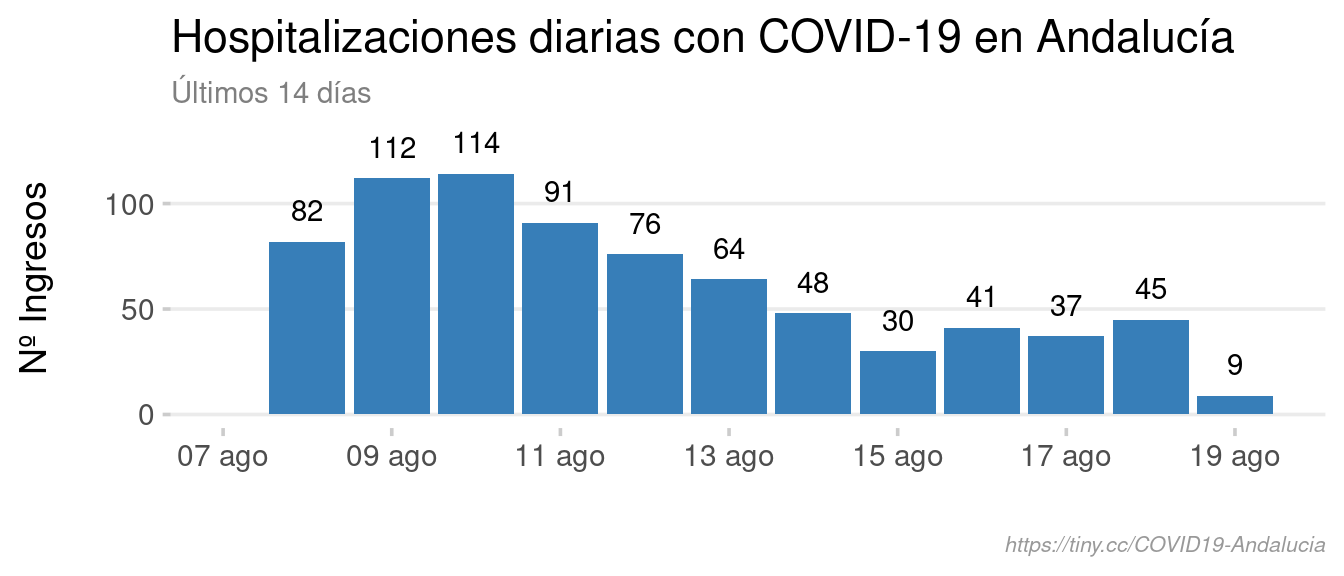 Hospitalizaciones diarias con COVID-19 en Andalucía
Últimos 14 días
Nº Ingresos
100
50
0
82
112
114
91
76
64
48
30
41
37
45
9
07 ago
09 ago
11 ago
13 ago
15 ago
17 ago
19 ago
https://tiny.cc/COVID19-Andalucia